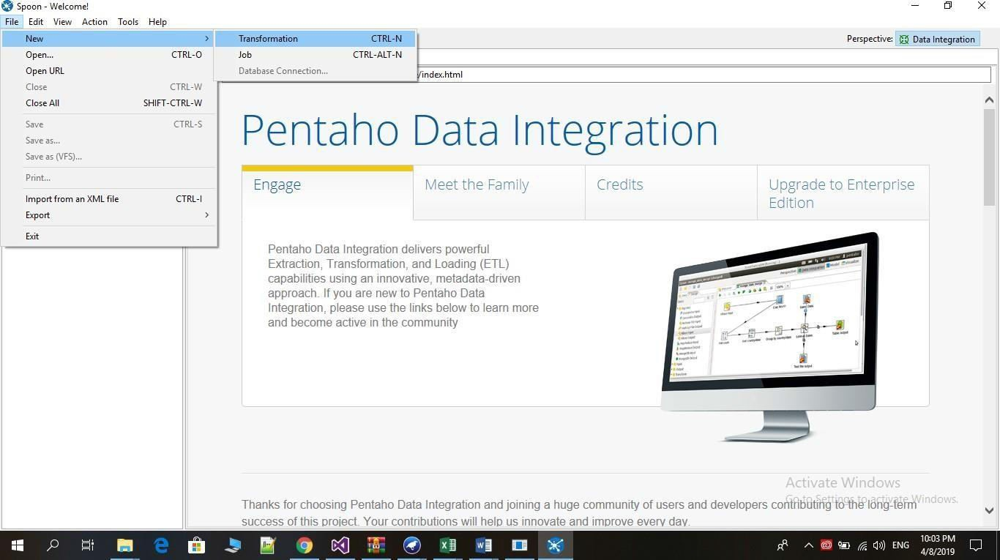 Spoon - Welcome!
File Edit View Action Tools Help
New
Transformation CTRL-N
Open... CTRL-O
Job CTRL-ALT-N
Open URL
Database Connection...
Close CTRL-W
Close All SHIFT-CTRL-W
Save CTRL-S
Save as...
Save as (VFS)...
Print...
Import from an XML file CTRL-I
Export
Exit
Perspective: Data Integration
/index.html
Pentaho Data Integration
Engage
Meet the Family
Credits
Upgrade to Enterprise
Edition
Pentaho Data Integration delivers powerful
Extraction, Transformation, and Loading (ETL)
capabilities using an innovative, metadata-driven
approach. If you are new to Pentaho Data
Integration, please use the links below to learn more
and become active in the community
Table output
Text file output
Activate Windows
Go to Settings to activate Windows.
Thanks for choosing Pentaho Data Integration and joining a huge community of users and developers contributing to the long-term
success of this project. Your contributions will help us innovate and improve every day.
ENG
10:03 PM
4/8/2019